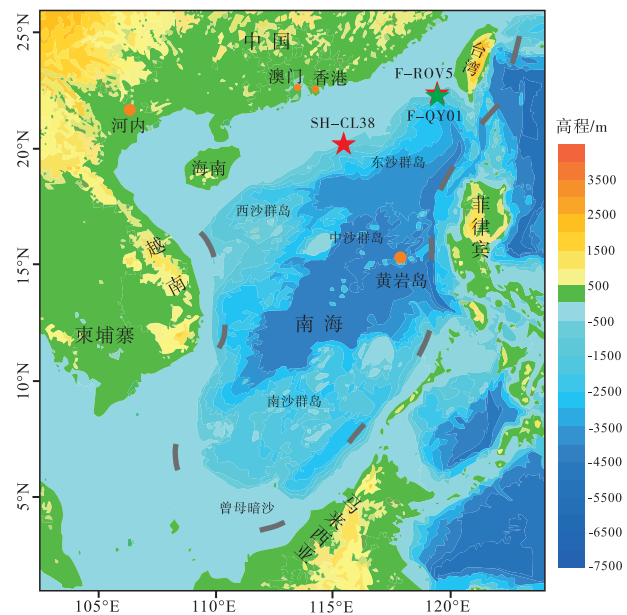 25°N
20°N
15°N
10°N
5°N
105°E
110°E
115°E
120°E
中国
台湾
澳门
香港
F-ROV5
F-QY01
SH-CL38
河内
海南
东沙群岛
西沙群岛
中沙群岛
菲律宾
越南
黄岩岛
南海
柬埔寨
南沙群岛
曾母暗沙
马来西亚
高程/m
3500
2500
1500
500
-500
-1500
-2500
-3500
-4500
-5500
-6500
-7500